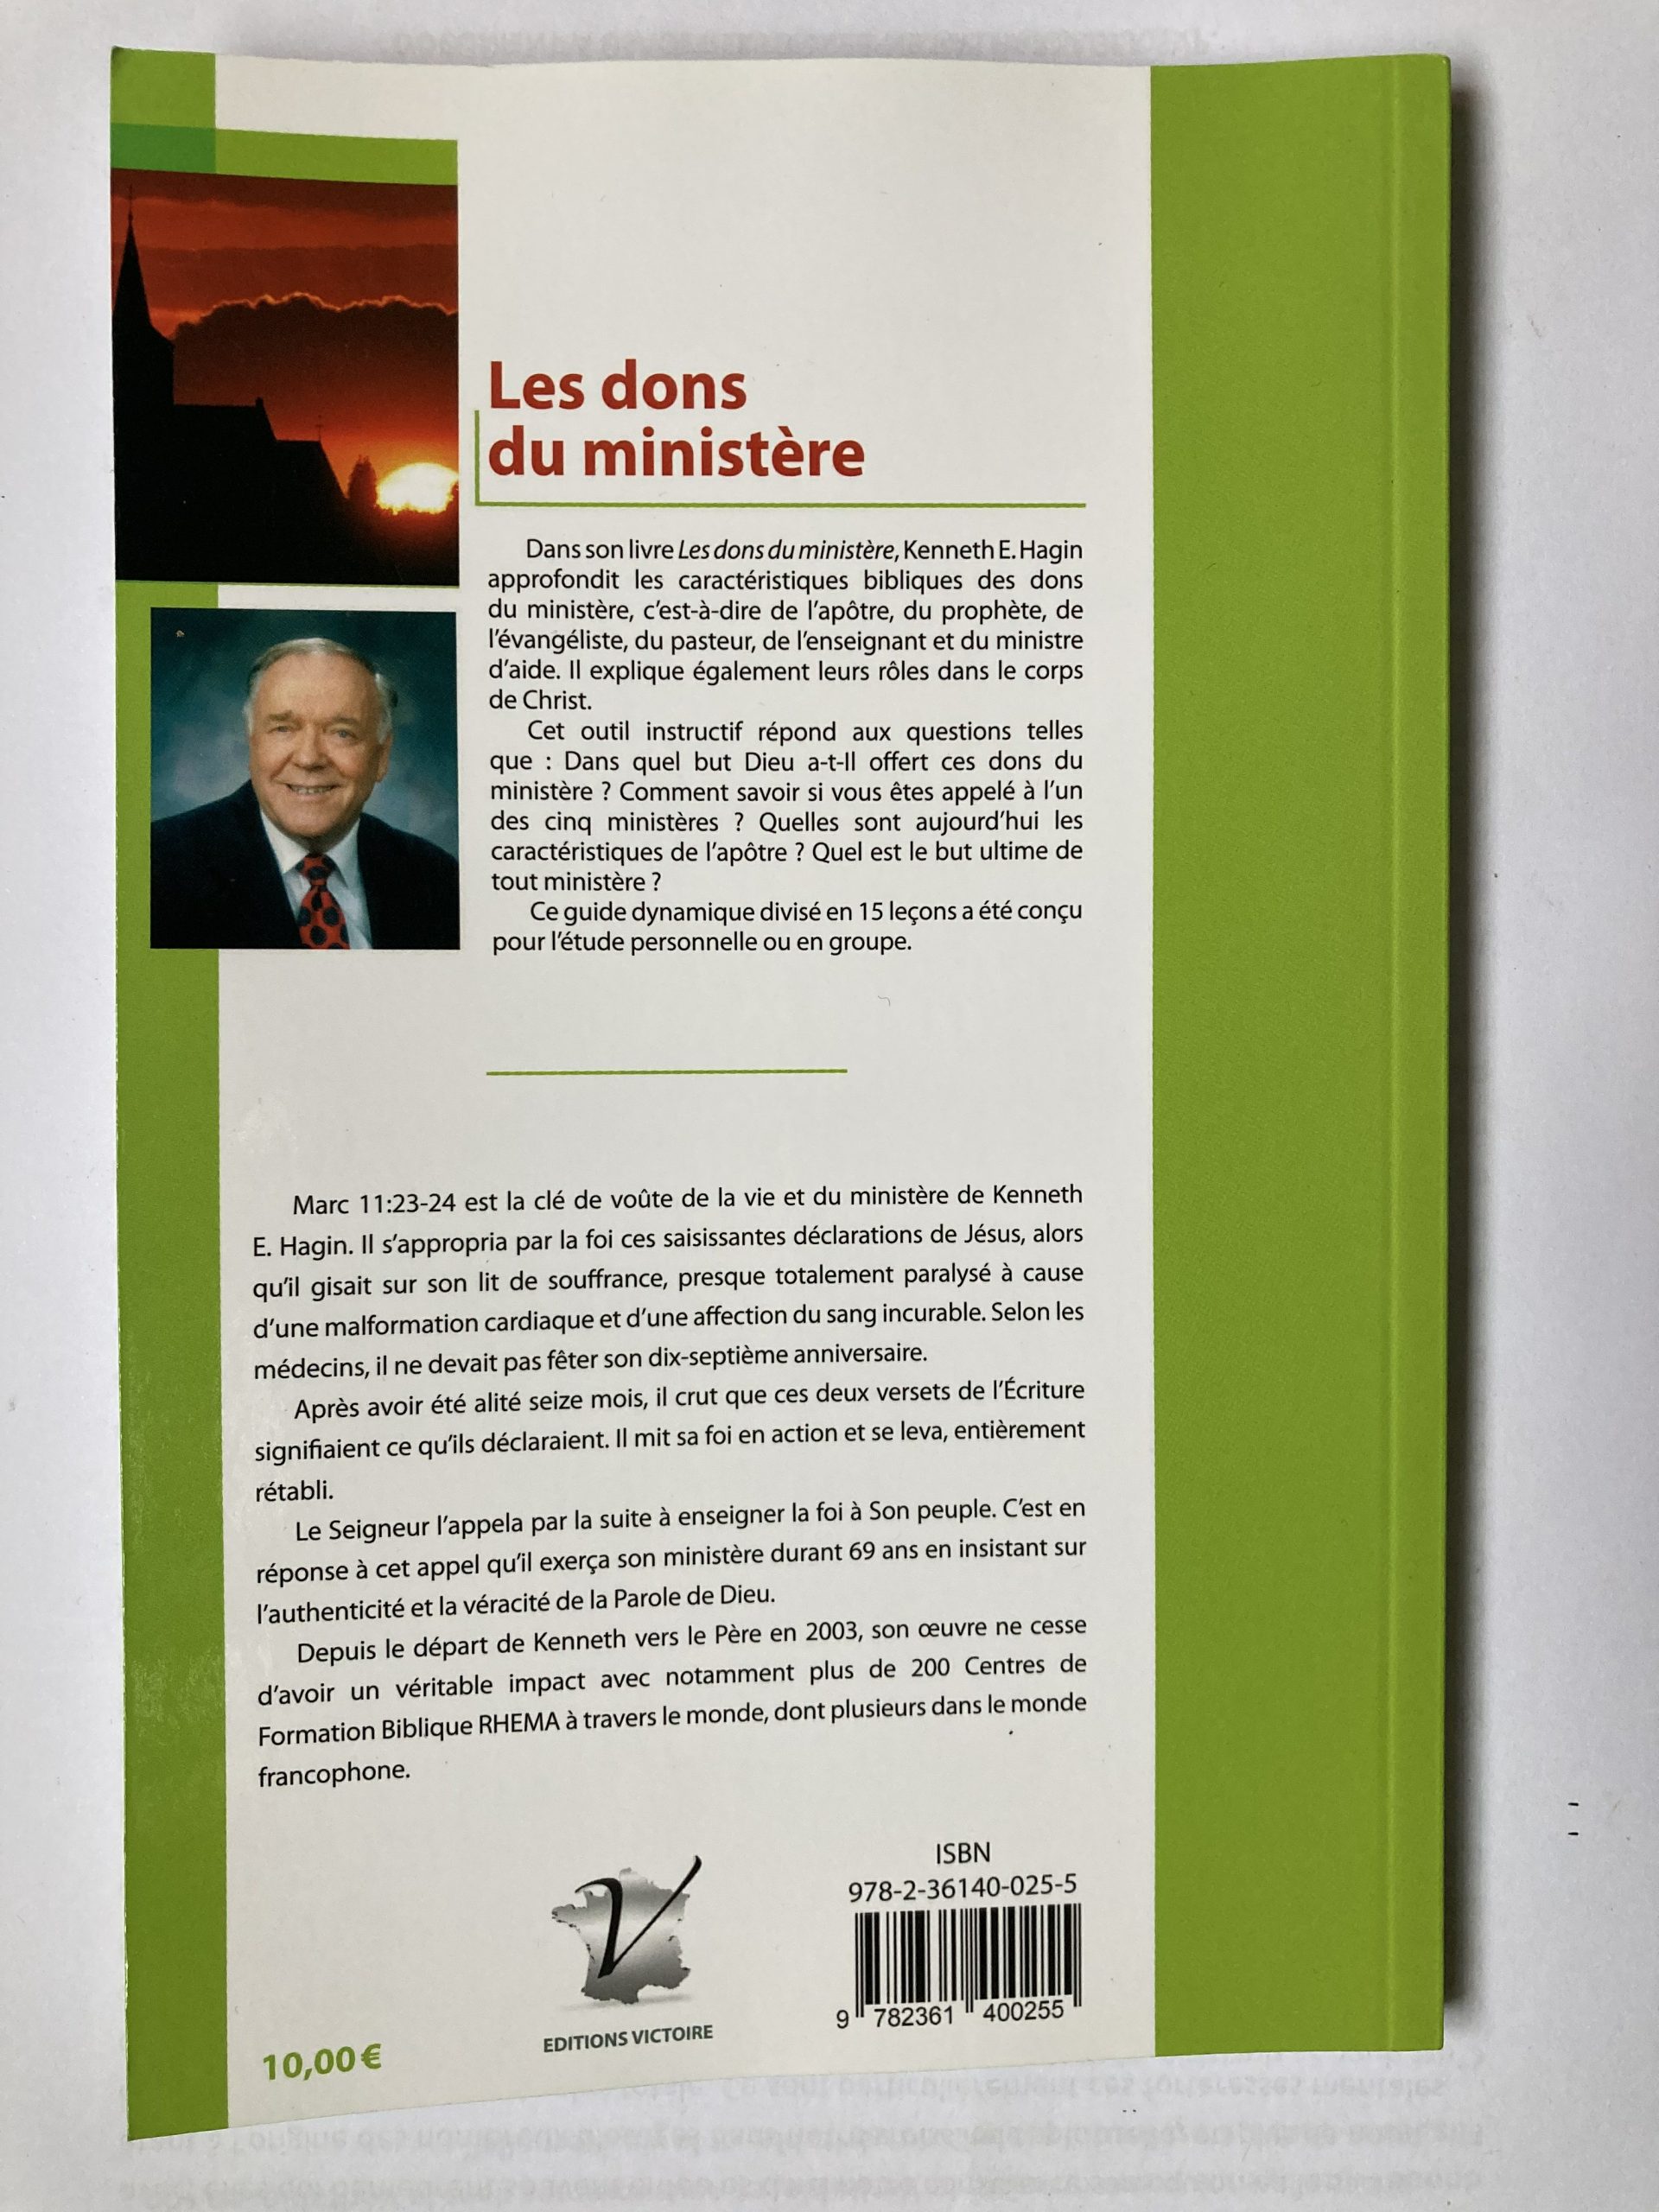 Les dons
du ministère
Dans son livre Les dons du ministère, Kenneth E. Hagin
approfondit les caractéristiques bibliques des dons
du ministère, c'est-à-dire de l'apôtre, du prophète, de
l'évangéliste, du pasteur, de l'enseignant et du ministre
d'aide. Il explique également leurs rôles dans le corps
de Christ.
Cet outil instructif répond aux questions telles
que : Dans quel but Dieu a-t-Il offert ces dons du
ministère ? Comment savoir si vous êtes appelé à l'un
des cinq ministères ? Quelles sont aujourd'hui les
caractéristiques de l'apôtre ? Quel est le but ultime de
tout ministère ?
Ce guide dynamique divisé en 15 leçons a été conçu
pour l'étude personnelle ou en groupe.
Marc 11:23-24 est la clé de voûte de la vie et du ministère de Kenneth
E. Hagin. Il s'appropria par la foi ces saisissantes déclarations de Jésus, alors
qu'il gisait sur son lit de souffrance, presque totalement paralysé à cause
d'une malformation cardiaque et d'une affection du sang incurable. Selon les
médecins, il ne devait pas fêter son dix-septième anniversaire.
Après avoir été alité seize mois, il crut que ces deux versets de l'Écriture
signifiaient ce qu'ils déclaraient. Il mit sa foi en action et se leva, entièrement
rétabli.
Le Seigneur l'appela par la suite à enseigner la foi à Son peuple. C'est en
réponse à cet appel qu'il exerça son ministère durant 69 ans en insistant sur
l'authenticité et la véracité de la Parole de Dieu.
Depuis le départ de Kenneth vers le Père en 2003, son œuvre ne cesse
d'avoir un véritable impact avec notamment plus de 200 Centres de
Formation Biblique RHEMA à travers le monde, dont plusieurs dans le monde
francophone.
V
EDITIONS VICTOIRE
ISBN
978-2-36140-025-5
9 782361 400255
10,00 €